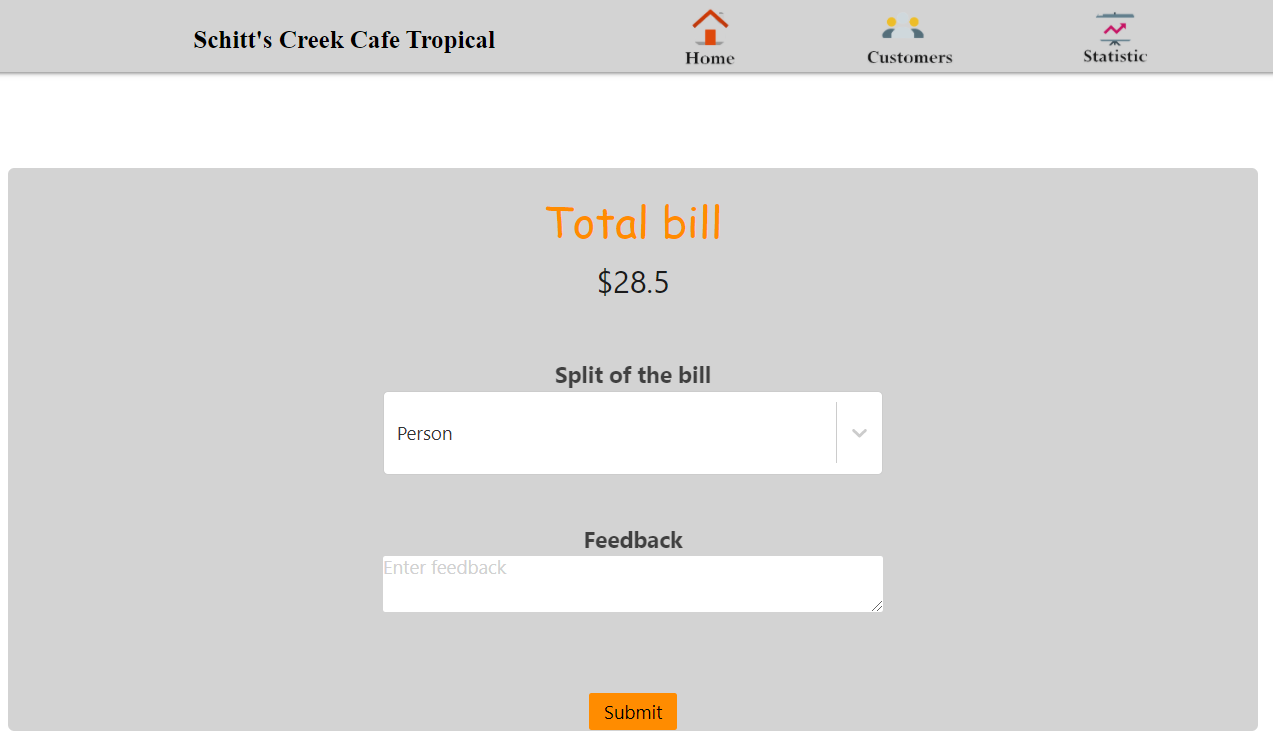 Schitt's Creek Cafe Tropical
Home
Customers
Statistic
Total bill
$28.5
Split of the bill
Person
Feedback
Enter feedback
Submit